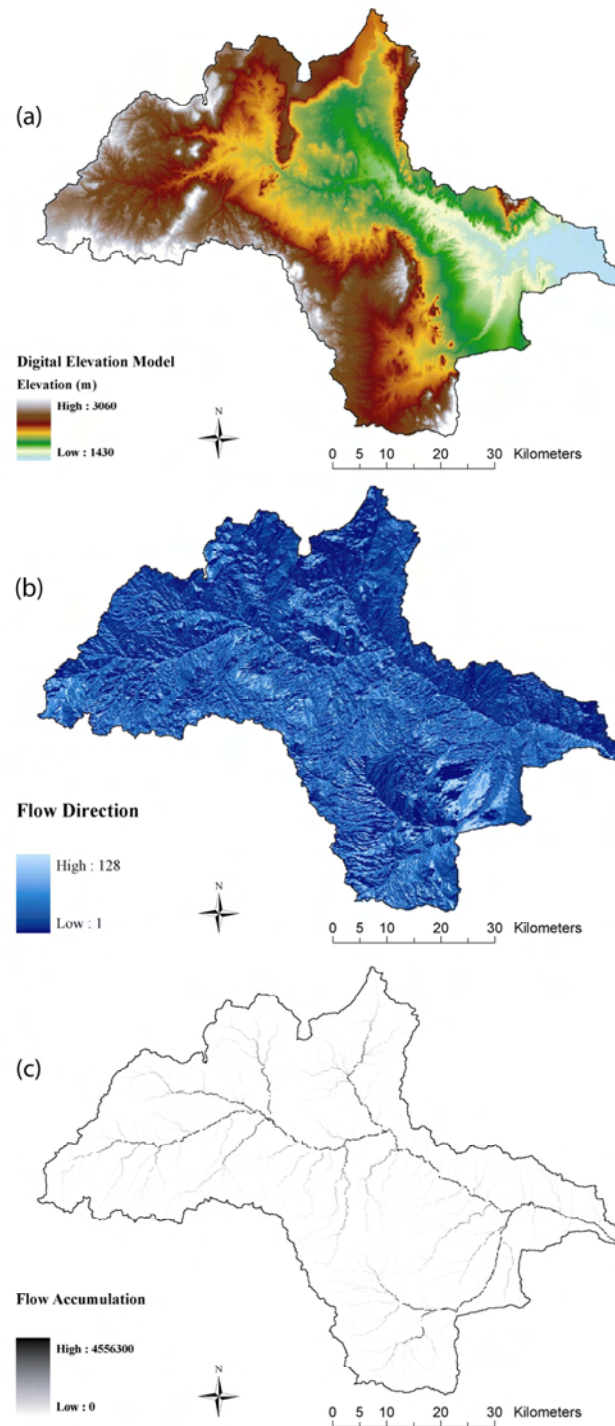 (a)
Digital Elevation Model
Elevation (m)
High : 3060
Low : 1430
N
0 5 10 20 30 Kilometers
(b)
Flow Direction
High : 128
Low : 1
N
0 5 10 20 30 Kilometers
(c)
Flow Accumulation
High : 4556300
Low : 0
N
0 5 10 20 30 Kilometers